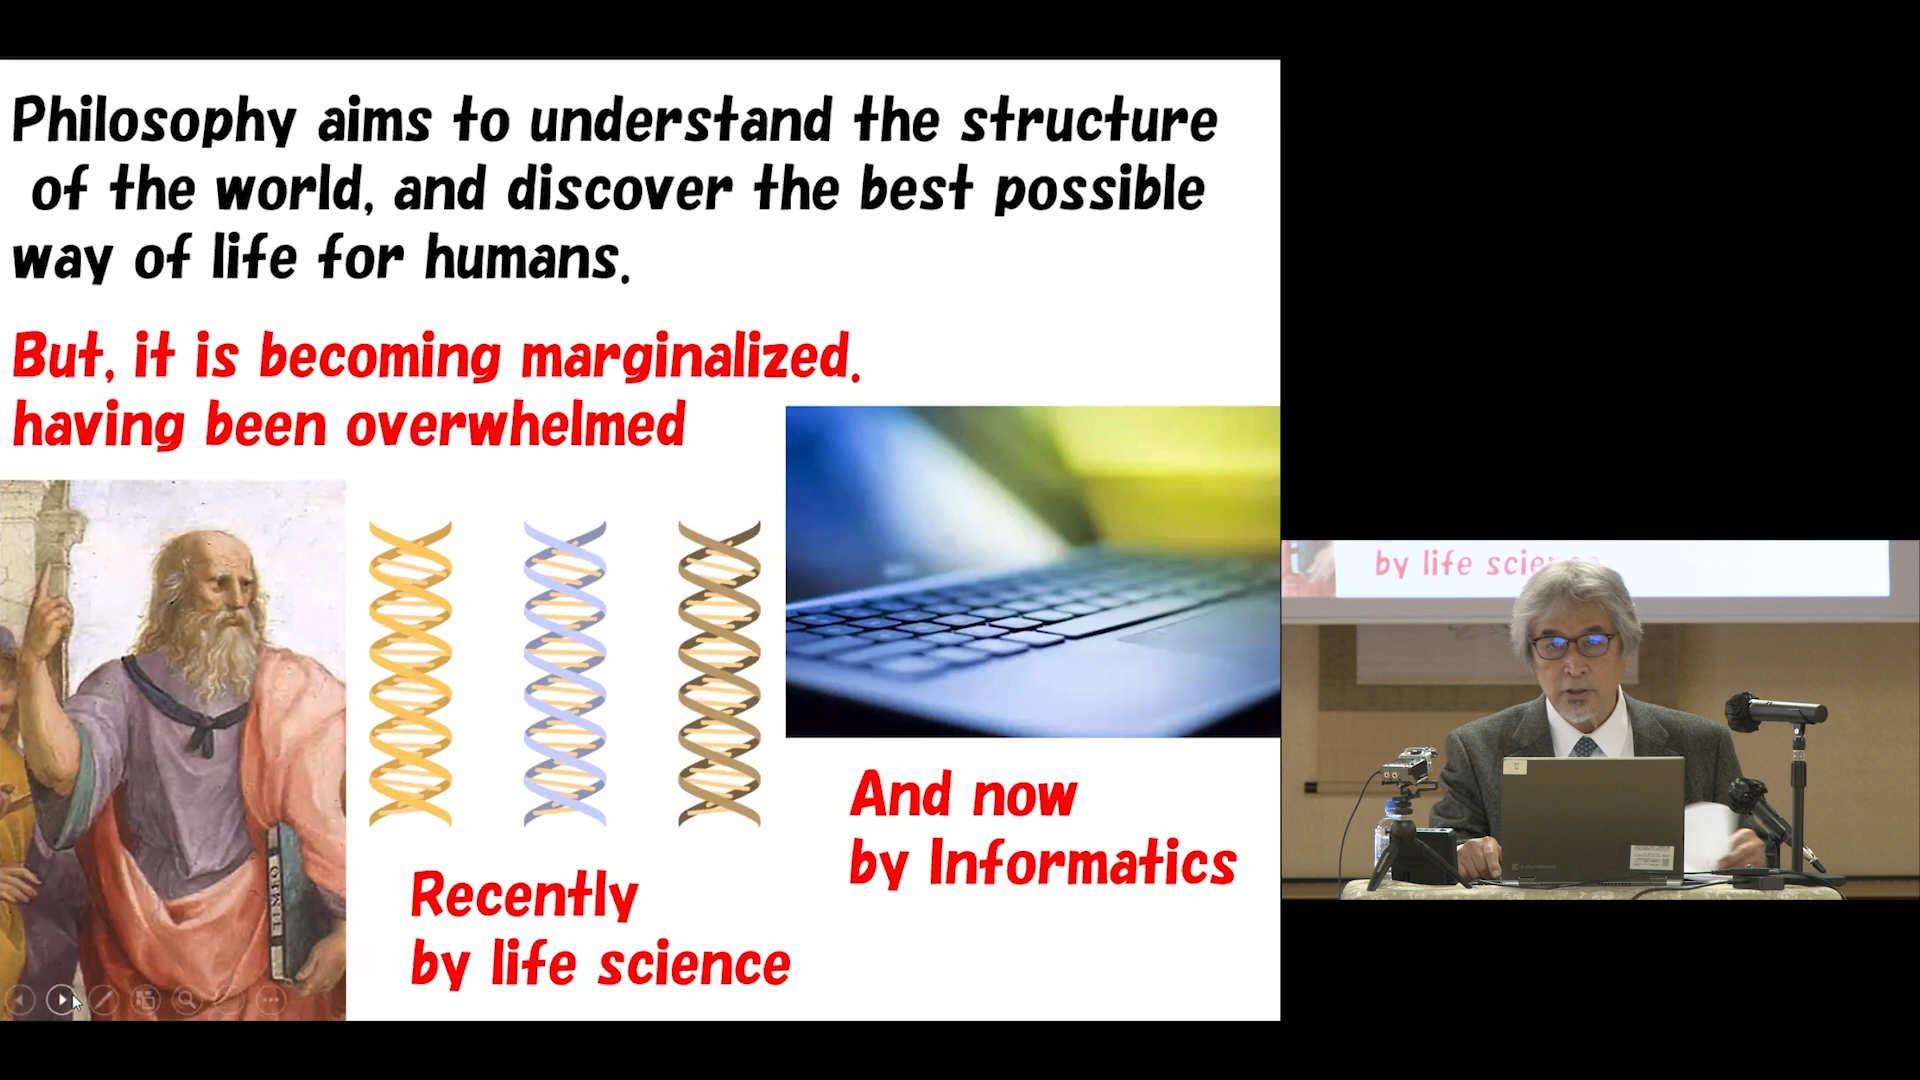 Philosophy aims to understand the structure
of the world, and discover the best possible
way of life for humans.
But, it is becoming marginalized.
having been overwhelmed
TIMEO
Recently
by life science
And now
by Informatics
by life scie